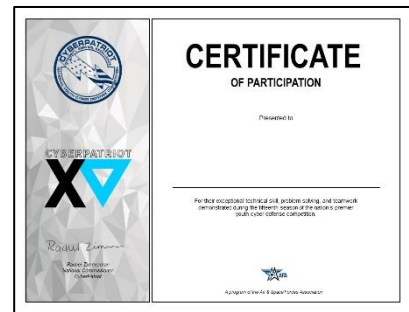 CYBERPATRIOT
CYBERPATRIOT
XV
Rachel Zimmerman
National Commissioner
CyberPatriot
CERTIFICATE
OF PARTICIPATION
Presented to
For their exceptional technical skill, problem solving, and teamwork
demonstrated during the fifteenth season of the nation's premier
youth cyber defense competition.
AFA
A program of the Air & Space Forces Association